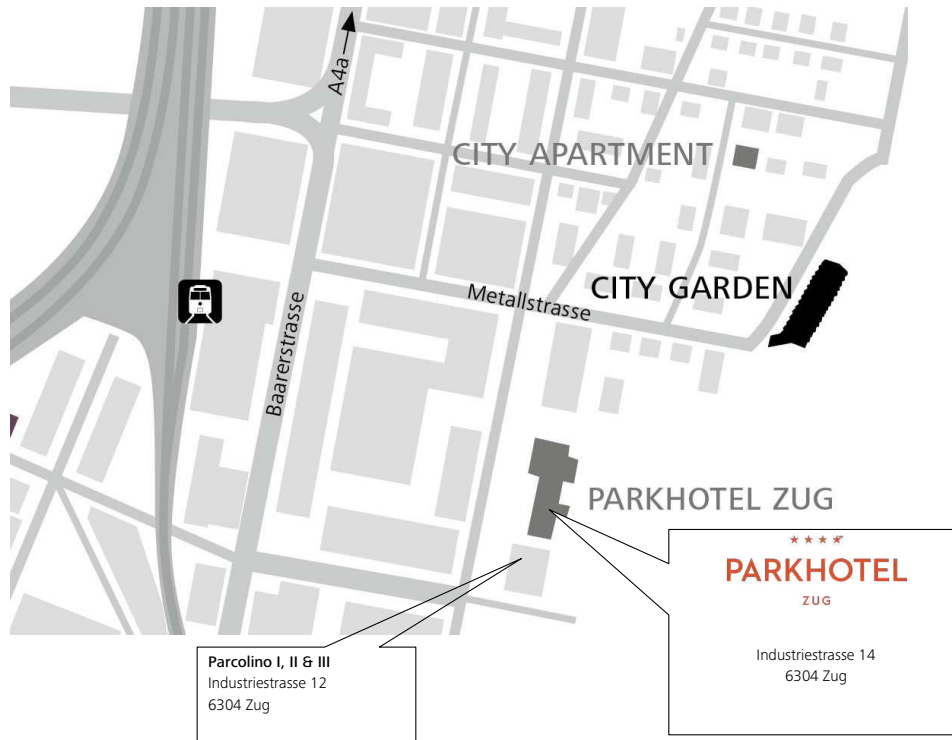 A4a
CITY APARTMENT
CITY GARDEN
Metallstrasse
Baarerstrasse
PARKHOTEL ZUG
PARKHOTEL
ZUG
Industriestrasse 14
6304 Zug
Parcolino I, II & III
Industriestrasse 12
6304 Zug